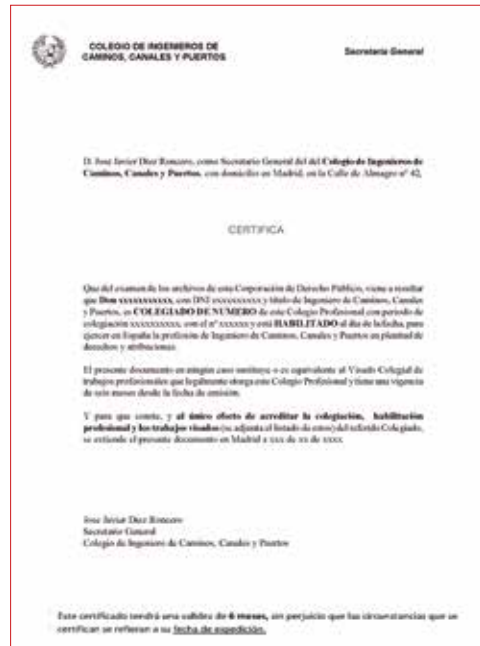 COLEGIO DE INGENIEROS DE
CAMINOS, CANALES Y PUERTOS
Secretaría General
D. Jose Javier Díez Roncero, como Secretario General del del Colegio de Ingenieros de
Caminos, Canales y Puertos, con domicilio en Madrid, en la Calle de Almagro nº 42,
CERTIFICA
Que del examen de los archivos de esta Corporación de Derecho Público, viene a resultar
que Don xxxxxxxxxxx, con DNI xxxxxxxxxx y título de Ingeniero de Caminos, Canales
y Puertos, es COLEGIADO DE NUMERO de este Colegio Profesional con periodo de
colegiación xxxxxxxxxx, con el nº xxxxxx y está HABILITADO al día de la fecha, para
ejercer en España la profesión de Ingeniero de Caminos, Canales y Puertos en plenitud de
derechos y atribuciones.
El presente documento en ningún caso sustituye o es equivalente al Visado Colegial de
trabajos profesionales que legalmente otorga este Colegio Profesional y tiene una vigencia
de seis meses desde la fecha de emisión.
Y para que conste, y al único efecto de acreditar la colegiación, habilitación
profesional y los trabajos visados (se adjunta el listado de estos) del referido Colegiado,
se extiende el presente documento en Madrid a xxx de xx de xxxx
Jose Javier Díez Roncero
Secretario General
Colegio de Ingeniero de Caminos, Canales y Puertos
Este certificado tendrá una validez de 6 meses, sin perjuicio que las circunstancias que se
certifican se refieran a su fecha de expedición.